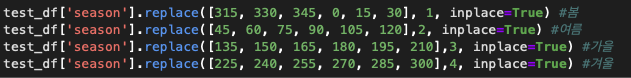 test_df['season'].replace([315, 330, 345, 0, 15, 30], 1, inplace=True) #봄
test_df['season'].replace([45, 60, 75, 90, 105, 120],2, inplace=True) #여름
test_df['season'].replace([135, 150, 165, 180, 195, 210],3, inplace=True) #가을
test_df['season'].replace([225, 240, 255, 270, 285, 300],4, inplace=True) #겨울